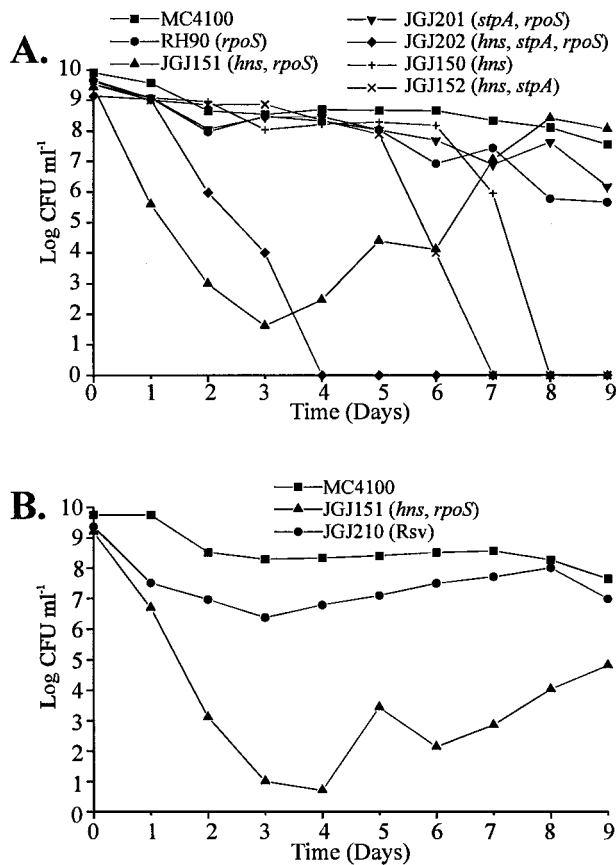 A.
MC4100
RH90 (rpoS)
JGJ151 (hns, rpoS)
JGJ201 (stpA, rpoS)
JGJ202 (hns, stpA, rpoS)
JGJ150 (hns)
JGJ152 (hns, stpA)
Log CFU ml⁻¹
10
9
8
7
6
5
4
3
2
1
0
0 1 2 3 4 5 6 7 8 9
Time (Days)
B.
MC4100
JGJ151 (hns, rpoS)
JGJ210 (Rsv)
Log CFU ml⁻¹
10
9
8
7
6
5
4
3
2
1
0
0 1 2 3 4 5 6 7 8 9
Time (Days)